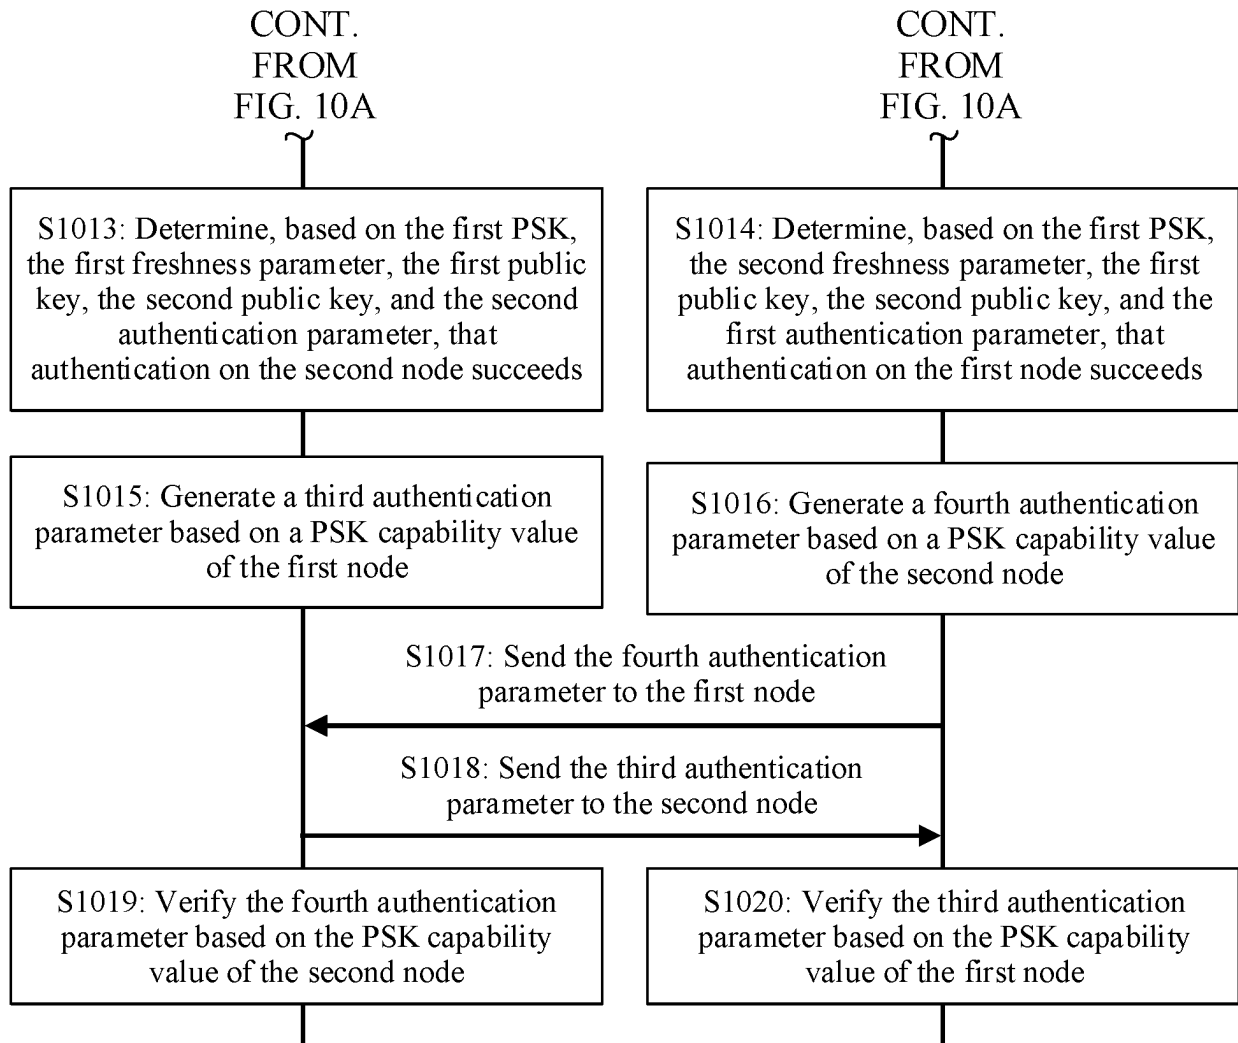 CONT.
FROM
FIG. 10A
CONT.
FROM
FIG. 10A
S1013: Determine, based on the first PSK,
the first freshness parameter, the first public
key, the second public key, and the second
authentication parameter, that
authentication on the second node succeeds
S1014: Determine, based on the first PSK,
the second freshness parameter, the first
public key, the second public key, and the
first authentication parameter, that
authentication on the first node succeeds
S1015: Generate a third authentication
parameter based on a PSK capability value
of the first node
S1016: Generate a fourth authentication
parameter based on a PSK capability value
of the second node
S1017: Send the fourth authentication
parameter to the first node
S1018: Send the third authentication
parameter to the second node
S1019: Verify the fourth authentication
parameter based on the PSK capability
value of the second node
S1020: Verify the third authentication
parameter based on the PSK capability
value of the first node